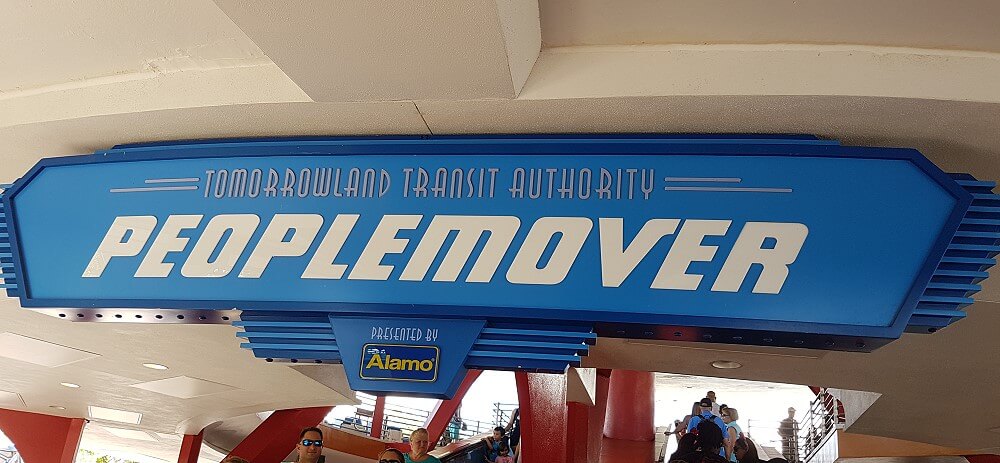 TOMORROWLAND TRANSIT AUTHORITY
PEOPLEMOVER
PRESENTED BY
Alamo